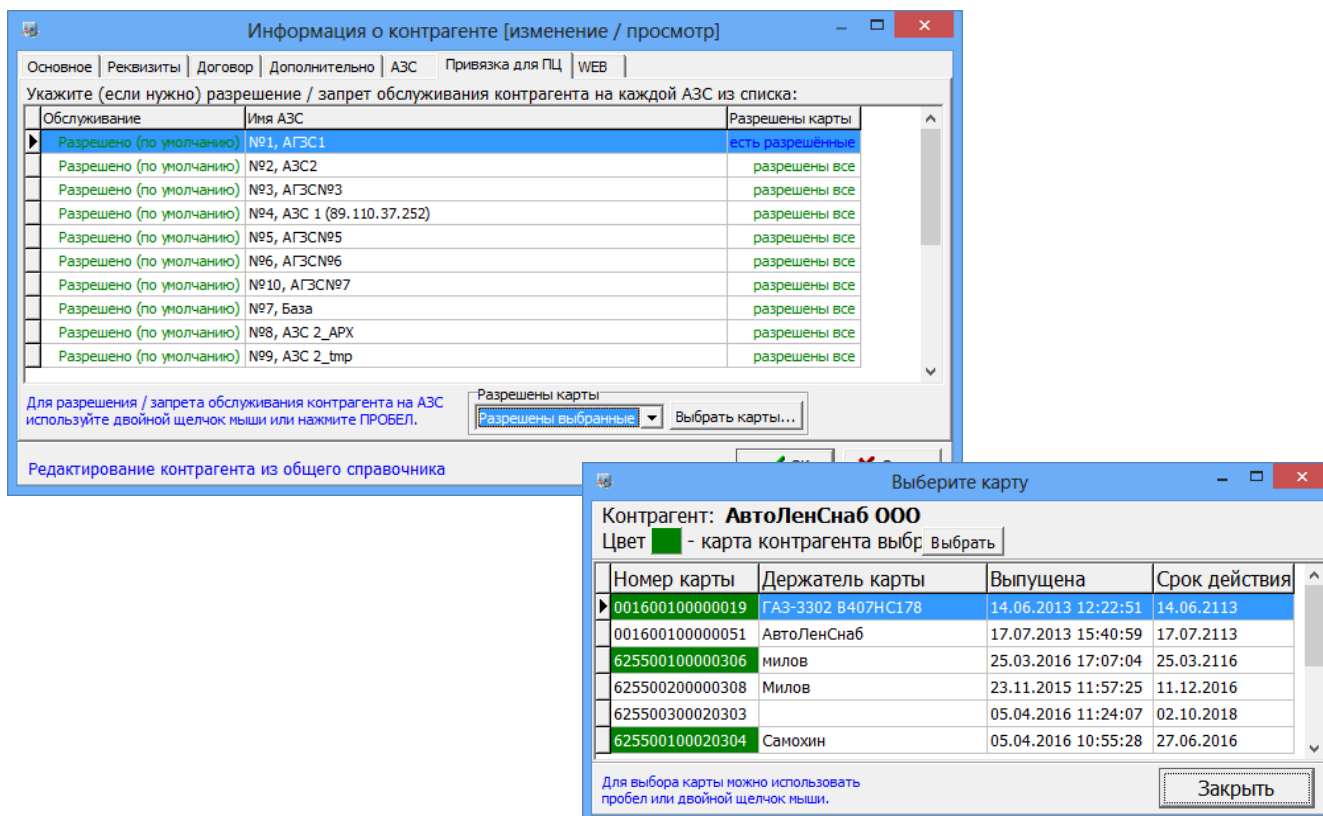 Информация о контрагенте [изменение / просмотр]
Основное Реквизиты Договор Дополнительно АЗС Привязка для ПЦ WEB
Укажите (если нужно) разрешение / запрет обслуживания контрагента на каждой АЗС из списка:
Обслуживание Имя АЗС Разрешены карты
Разрешено (по умолчанию) №1, АГЗС1 есть разрешённые
Разрешено (по умолчанию) №2, АЗС2 разрешены все
Разрешено (по умолчанию) №3, АГЗС№3 разрешены все
Разрешено (по умолчанию) №4, АЗС 1 (89.110.37.252) разрешены все
Разрешено (по умолчанию) №5, АГЗС№5 разрешены все
Разрешено (по умолчанию) №6, АГЗС№6 разрешены все
Разрешено (по умолчанию) №10, АГЗС№7 разрешены все
Разрешено (по умолчанию) №7, База разрешены все
Разрешено (по умолчанию) №8, АЗС 2_АРХ разрешены все
Разрешено (по умолчанию) №9, АЗС 2_tmp разрешены все
Для разрешения / запрета обслуживания контрагента на АЗС
используйте двойной щелчок мыши или нажмите ПРОБЕЛ.
Разрешены карты
Разрешены выбранные Выбрать карты...
Редактирование контрагента из общего справочника
Выберите карту
Контрагент: АвтоЛенСнаб ООО
Цвет - карта контрагента выбр Выбрать
Номер карты Держатель карты Выпущена Срок действия
001600100000019 ГАЗ-3302 В407НС178 14.06.2013 12:22:51 14.06.2113
001600100000051 АвтоЛенСнаб 17.07.2013 15:40:59 17.07.2113
625500100000306 милов 25.03.2016 17:07:04 25.03.2116
625500200000308 Милов 23.11.2015 11:57:25 11.12.2016
625500300020303 05.04.2016 11:24:07 02.10.2018
625500100020304 Самохин 05.04.2016 10:55:28 27.06.2016
Для выбора карты можно использовать
пробел или двойной щелчок мыши.
Закрыть